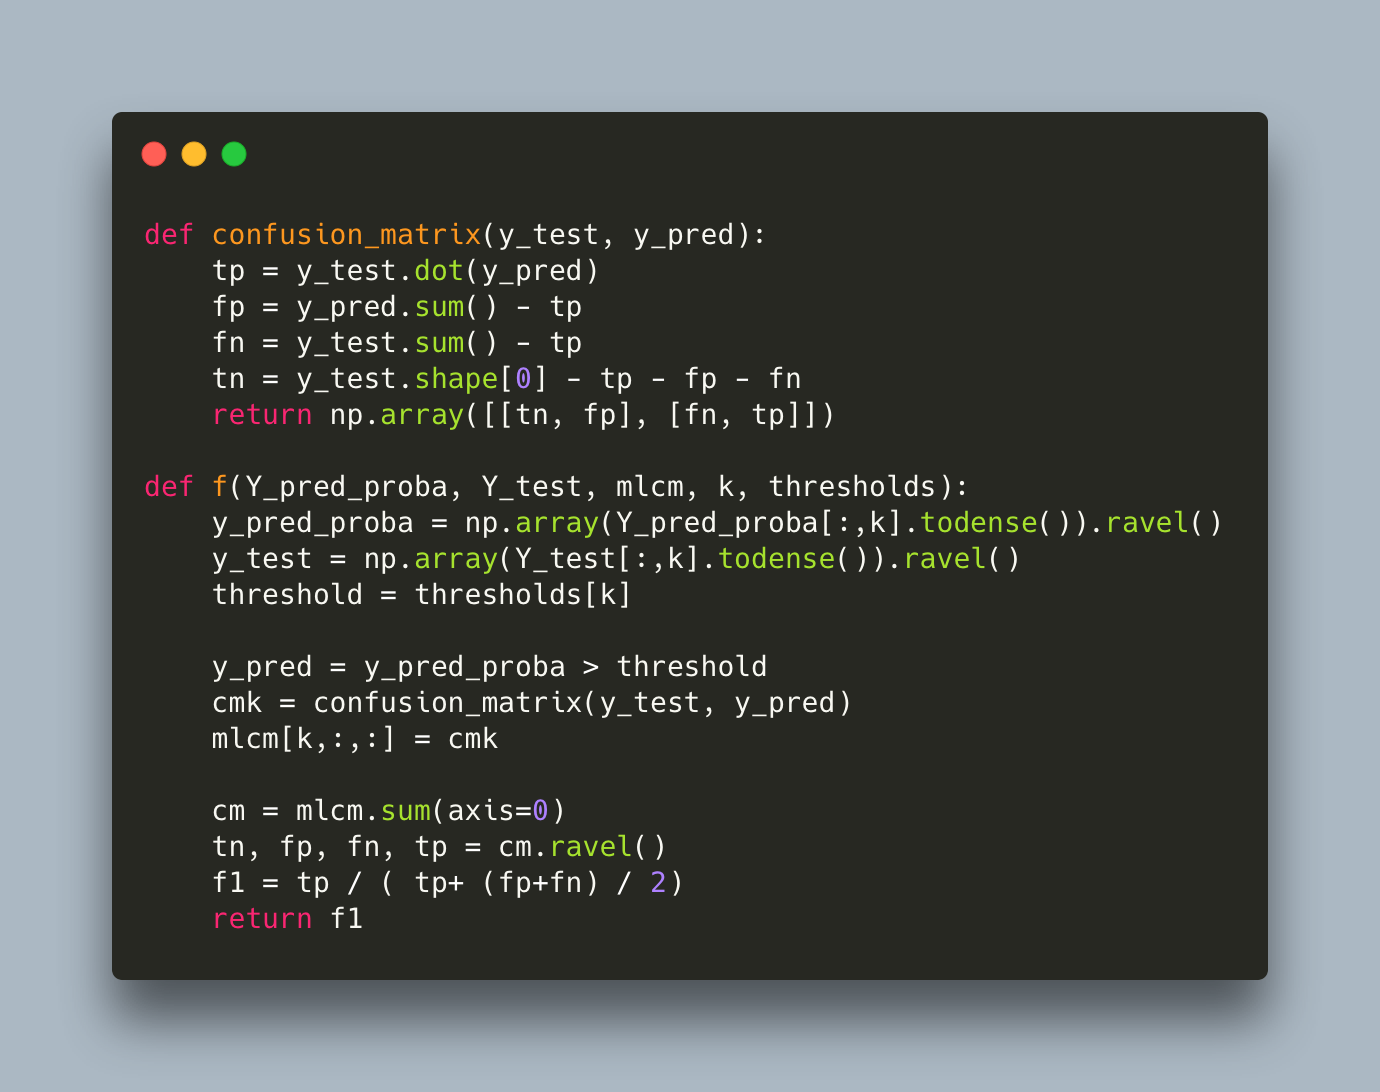 def confusion_matrix(y_test, y_pred):
    tp = y_test.dot(y_pred)
    fp = y_pred.sum() - tp
    fn = y_test.sum() - tp
    tn = y_test.shape[0] - tp - fp - fn
    return np.array([[tn, fp], [fn, tp]])

def f(Y_pred_proba, Y_test, mlcm, k, thresholds):
    y_pred_proba = np.array(Y_pred_proba[:,k].todense()).ravel()
    y_test = np.array(Y_test[:,k].todense()).ravel()
    threshold = thresholds[k]

    y_pred = y_pred_proba > threshold
    cmk = confusion_matrix(y_test, y_pred)
    mlcm[k,:,:] = cmk

    cm = mlcm.sum(axis=0)
    tn, fp, fn, tp = cm.ravel()
    f1 = tp / ( tp+ (fp+fn) / 2)
    return f1